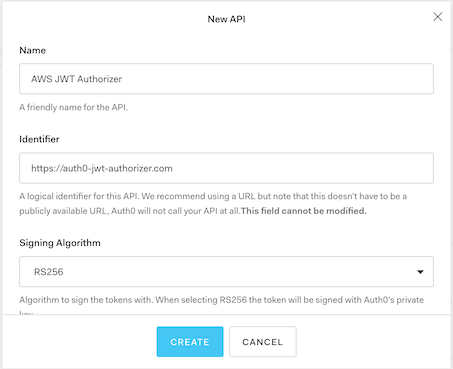 New API
Name
AWS JWT Authorizer
A friendly name for the API.
Identifier
https://auth0-jwt-authorizer.com
A logical identifier for this API. We recommend using a URL but note that this doesn't have to be a
publicly available URL, Auth0 will not call your API at all.This field cannot be modified.
Signing Algorithm
RS256
Algorithm to sign the tokens with. When selecting RS256 the token will be signed with Auth0's private
key.
CREATE
CANCEL